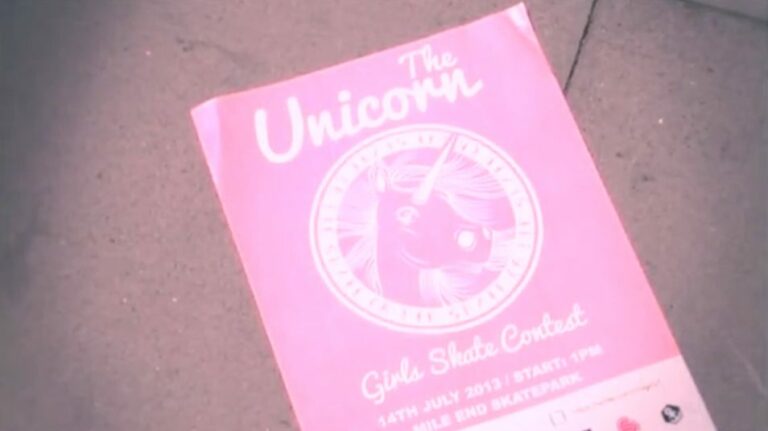 The
Unicorn
Girls Skate Contest
14TH JULY 2013 / START: 1PM
MILE END SKATEPARK